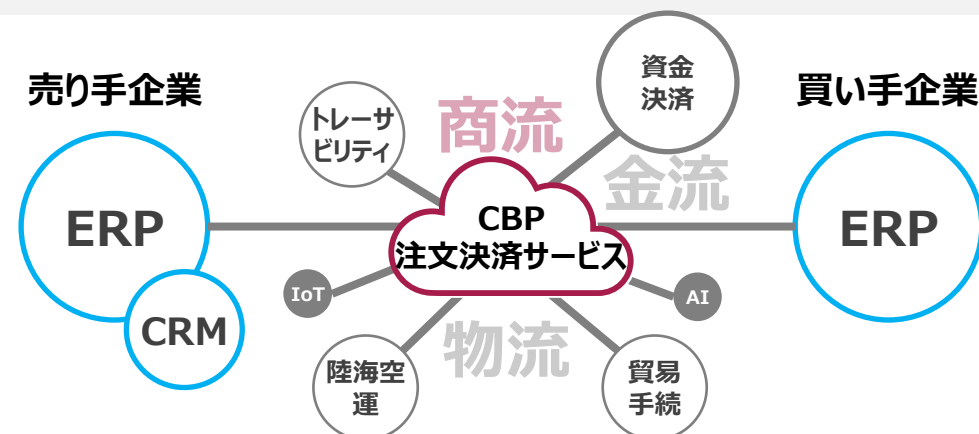 売り手企業
買い手企業
資金
決済
トレーサ
ビリティ
商流
金流
ERP
CBP
注文決済サービス
ERP
IoT
AI
CRM
物流
陸海空
運
貿易
手続